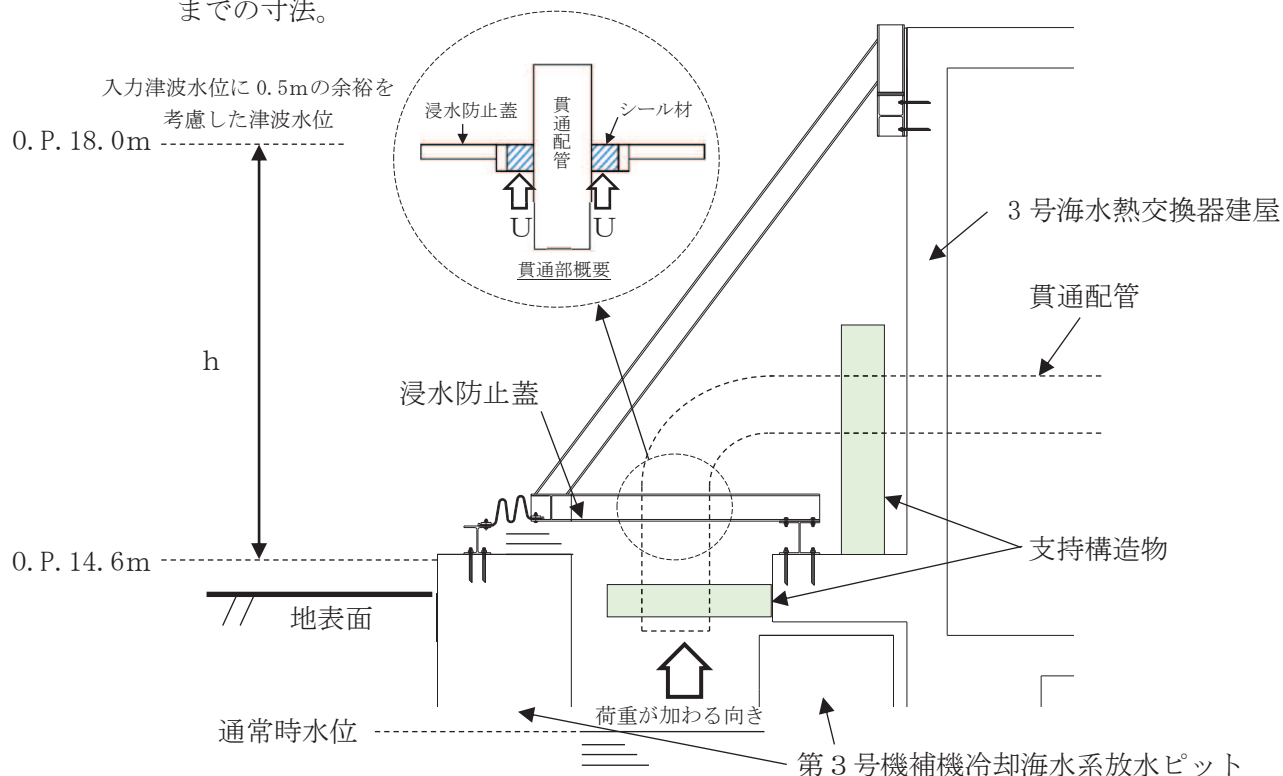 までの寸法。
入力津波水位に 0.5mの余裕を
考慮した津波水位
O.P.18.0m
浸水防止蓋
貫通配管
シール材
U
U
貫通部概要
3号海水熱交換器建屋
貫通配管
h
浸水防止蓋
O.P.14.6m
支持構造物
地表面
荷重が加わる向き
通常時水位
第3号機補機冷却海水系放水ピット